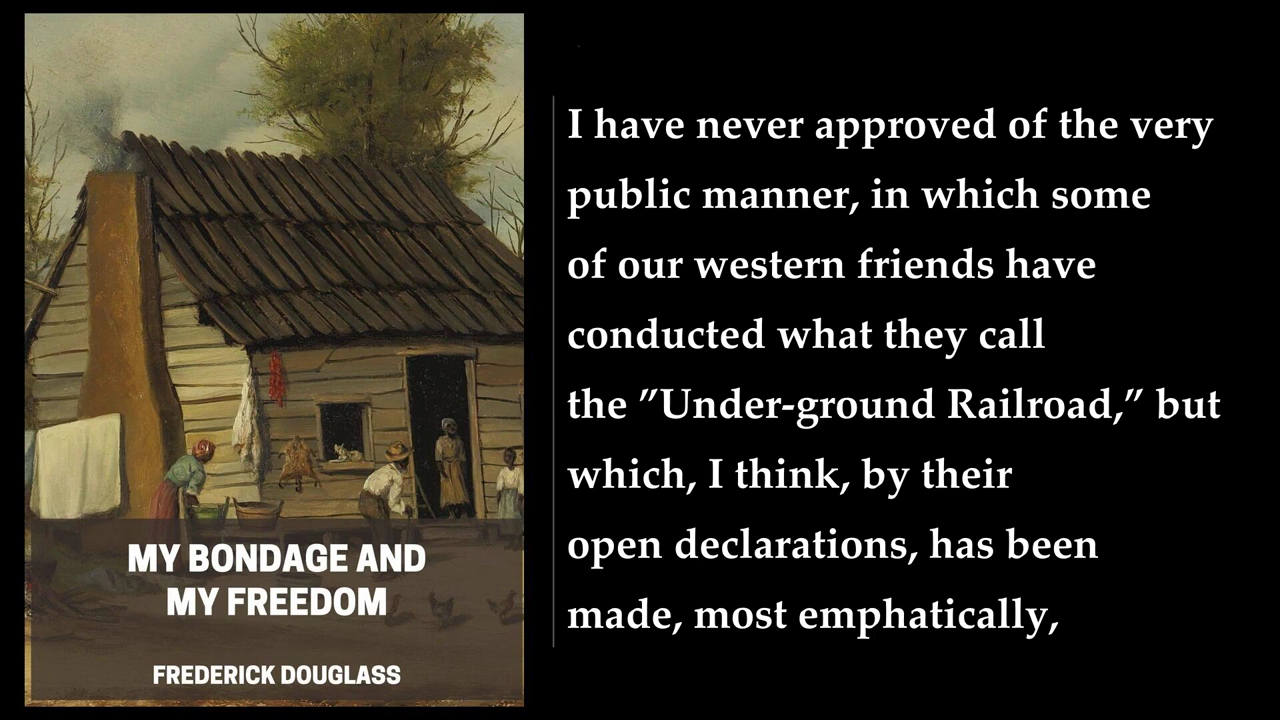 MY BONDAGE AND
MY FREEDOM
FREDERICK DOUGLASS
I have never approved of the very
public manner, in which some
of our western friends have
conducted what they call
the ”Under-ground Railroad,” but
which, I think, by their
open declarations, has been
made, most emphatically,